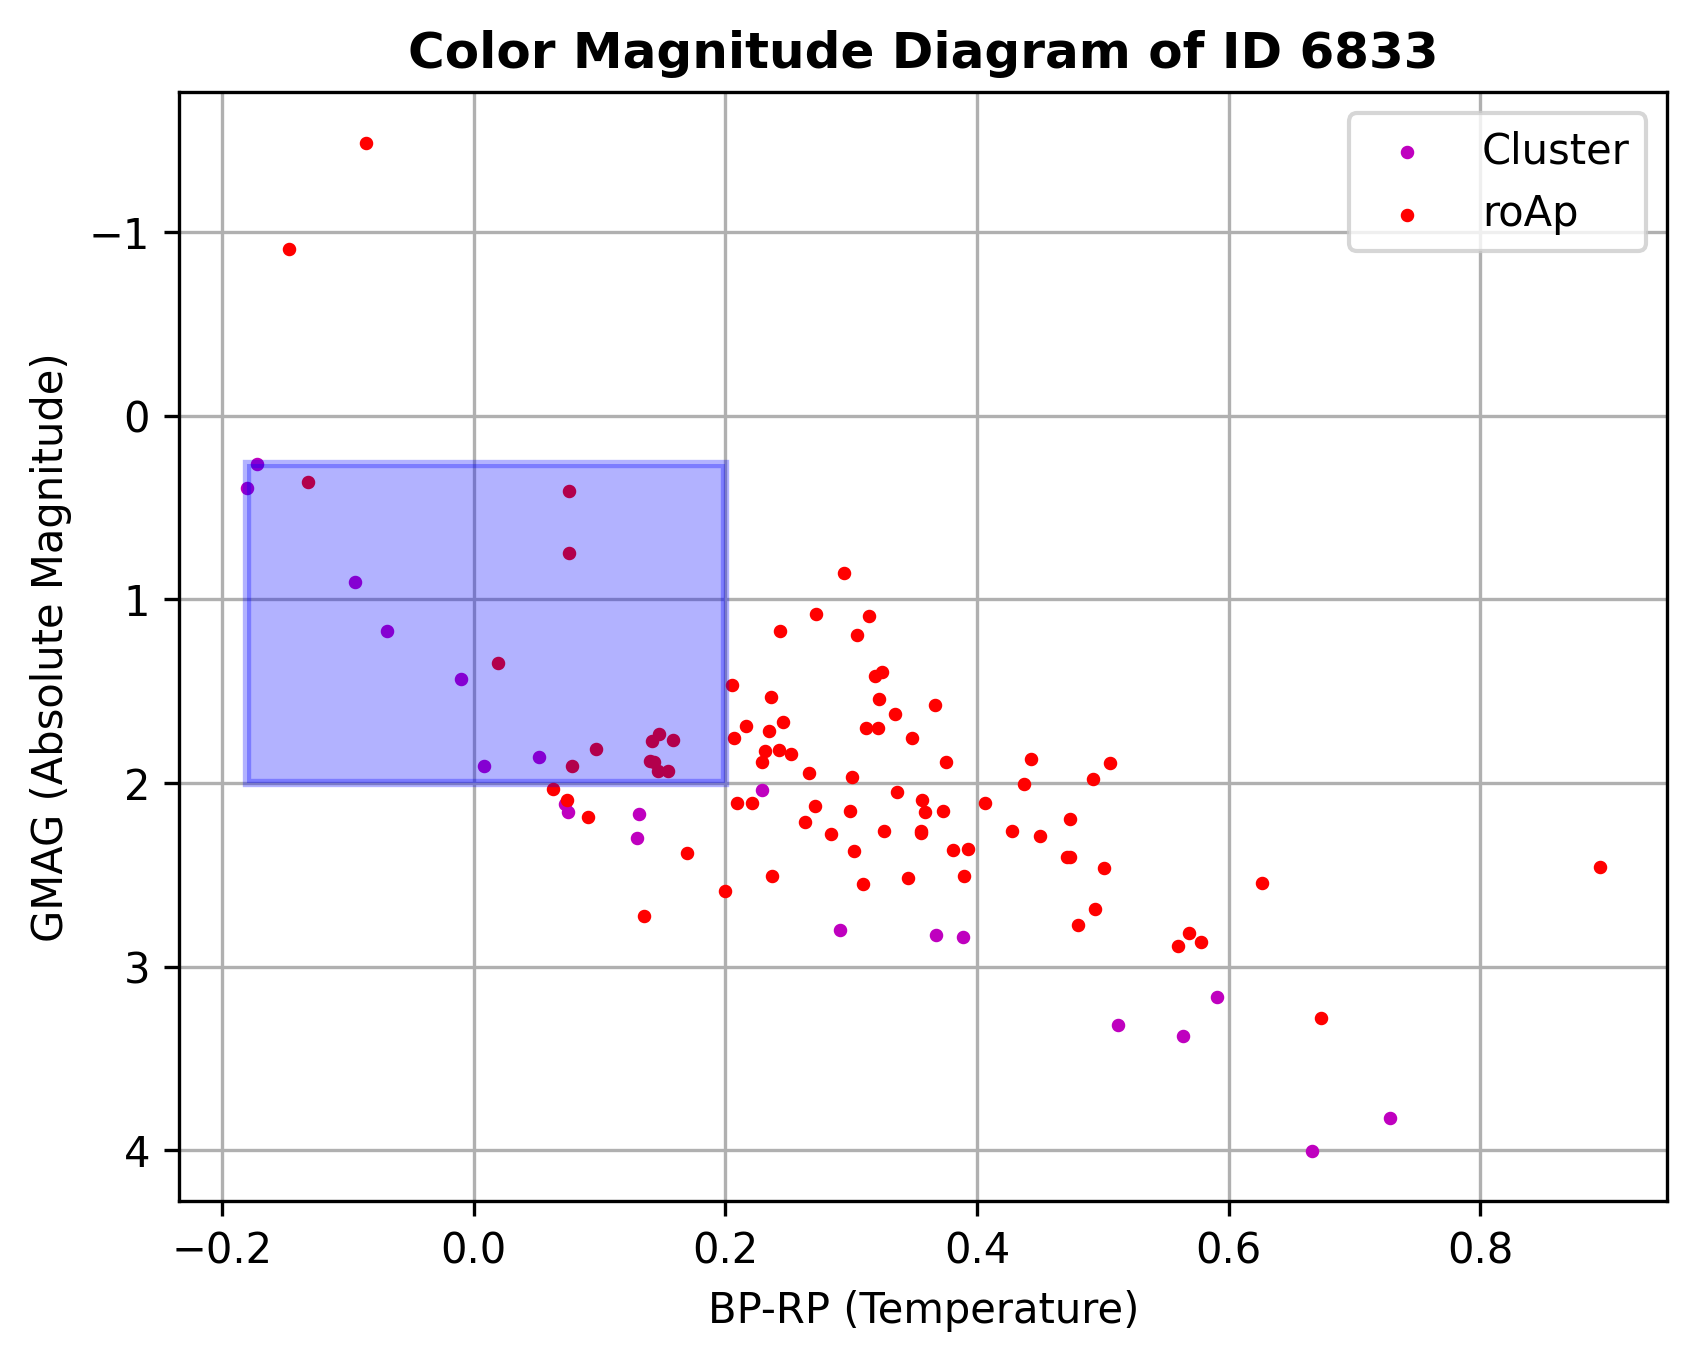 Color Magnitude Diagram of ID 6833
Cluster
roAp
GMAG (Absolute Magnitude)
−1
0
1
2
3
4
−0.2 0.0 0.2 0.4 0.6 0.8
BP-RP (Temperature)